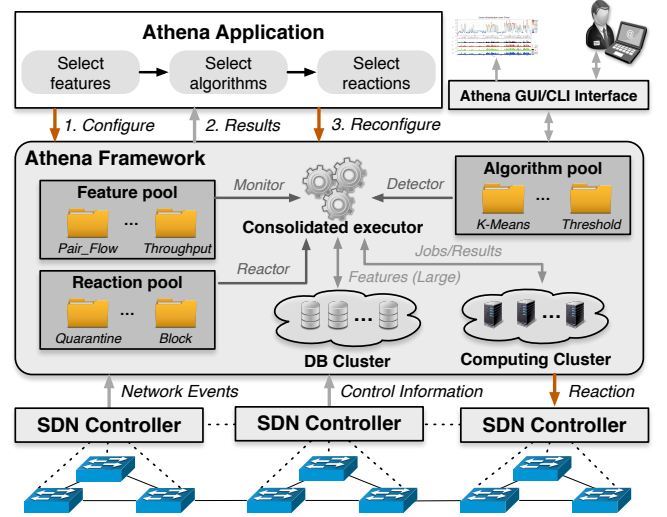 Athena Application
Select features
Select algorithms
Select reactions
Athena GUI/CLI Interface
1. Configure
2. Results
3. Reconfigure
Athena Framework
Feature pool
...
Pair_Flow
Throughput
Monitor
Detector
Consolidated executor
Algorithm pool
...
K-Means
Threshold
Reaction pool
...
Quarantine
Block
Reactor
Jobs/Results
Features (Large)
...
DB Cluster
...
Computing Cluster
Network Events
Control Information
Reaction
SDN Controller
SDN Controller
SDN Controller